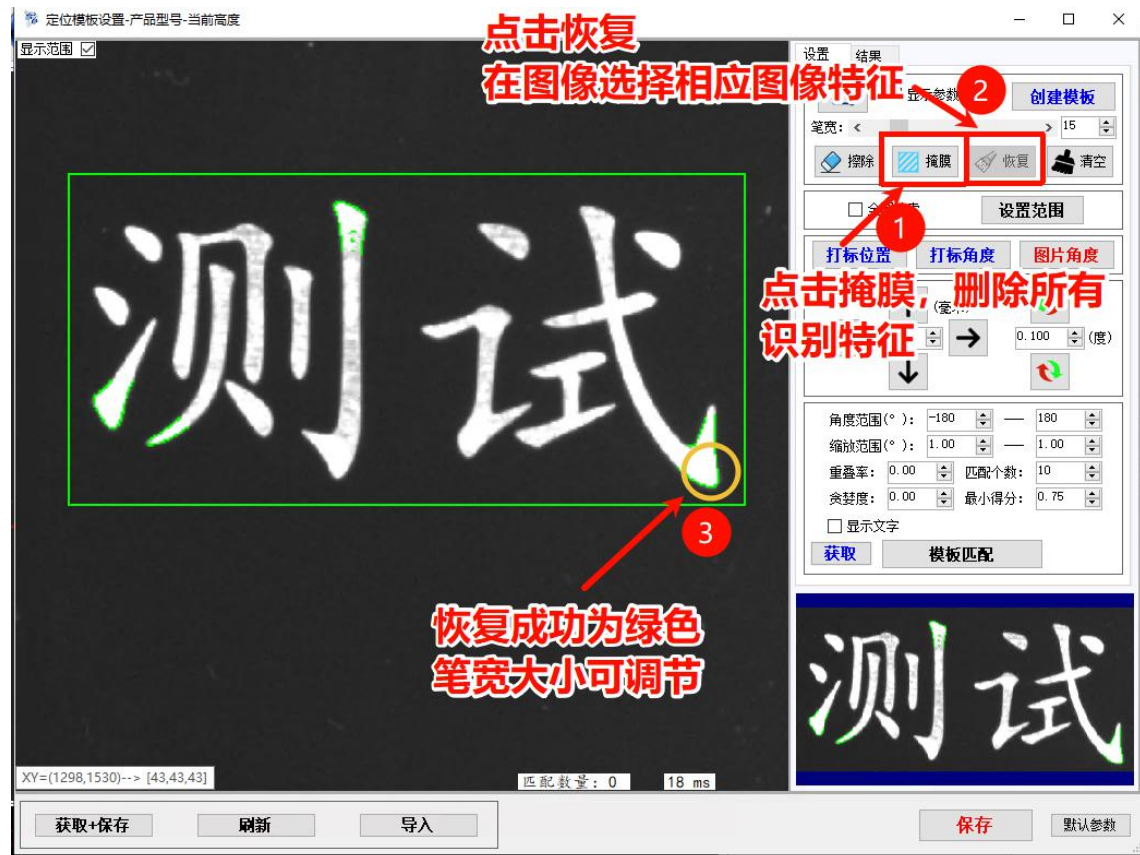 定位模板设置-产品型号-当前高度
显示范围
点击恢复
在图像选择相应图像特征
设置 结果
显示参数 2 创建模板
笔宽: 15
擦除 掩膜 恢复 清空
1 设置范围
打标位置 打标角度 图片角度
点击掩膜，删除所有
识别特征
0.100 (度)
测试
角度范围(° ): -180 — 180
缩放范围(° ): 1.00 — 1.00
重叠率: 0.00 匹配个数: 10
贪婪度: 0.00 最小得分: 0.75
显示文字
获取 模板匹配
3
恢复成功为绿色
笔宽大小可调节
测试
XY=(1298,1530)--> [43,43,43]
匹配数量: 0 18 ms
获取+保存 刷新 导入 保存 默认参数